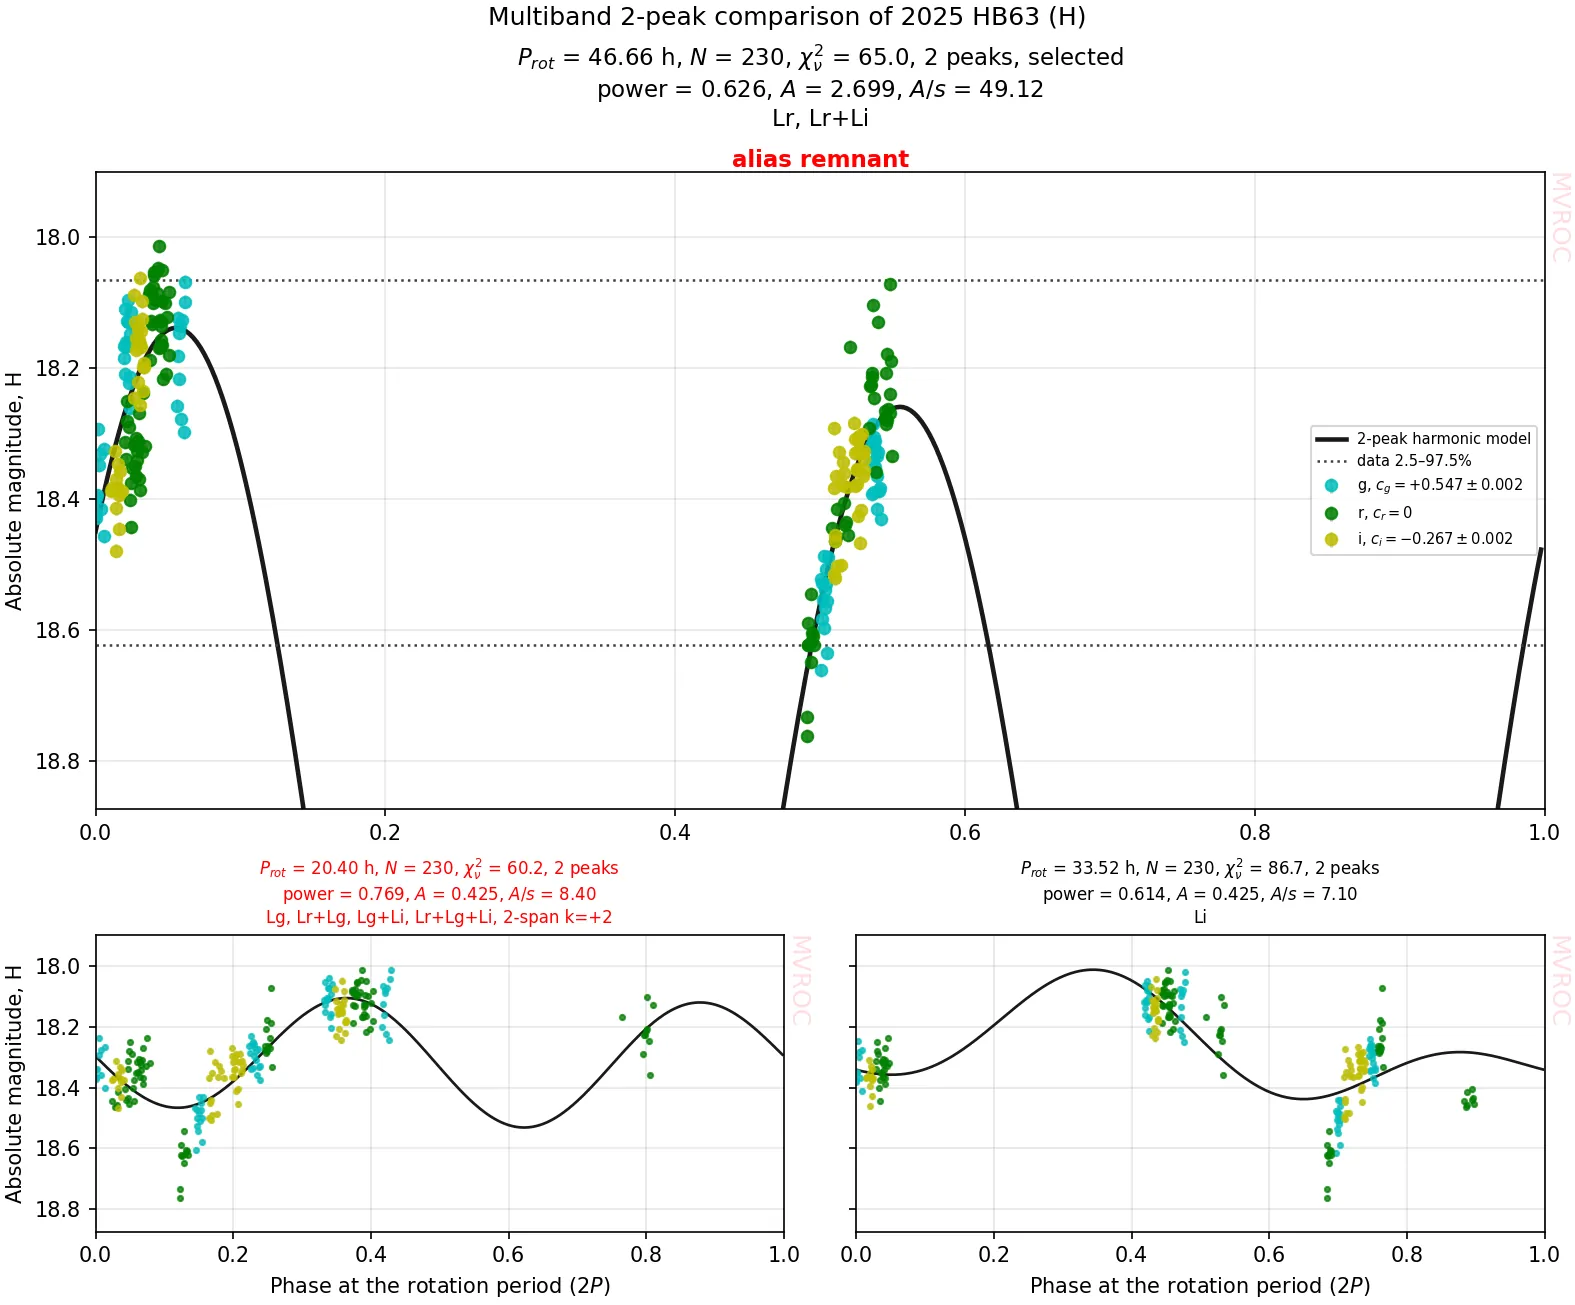 Multiband 2-peak comparison of 2025 HB63 (H)
P_rot = 46.66 h, N = 230, χ²_ν = 65.0, 2 peaks, selected
power = 0.626, A = 2.699, A/s = 49.12
Lr, Lr+Li
alias remnant
MVROC
Absolute magnitude, H
18.0
18.2
18.4
18.6
18.8
2-peak harmonic model
data 2.5–97.5%
g, c_g = +0.547 ± 0.002
r, c_r = 0
i, c_i = −0.267 ± 0.002
0.0 0.2 0.4 0.6 0.8 1.0
P_rot = 20.40 h, N = 230, χ²_ν = 60.2, 2 peaks
power = 0.769, A = 0.425, A/s = 8.40
Lg, Lr+Lg, Lg+Li, Lr+Lg+Li, 2-span k=+2
MVROC
Absolute magnitude, H
18.0
18.2
18.4
18.6
18.8
0.0 0.2 0.4 0.6 0.8 1.0
Phase at the rotation period (2P)
P_rot = 33.52 h, N = 230, χ²_ν = 86.7, 2 peaks
power = 0.614, A = 0.425, A/s = 7.10
Li
MVROC
0.0 0.2 0.4 0.6 0.8 1.0
Phase at the rotation period (2P)